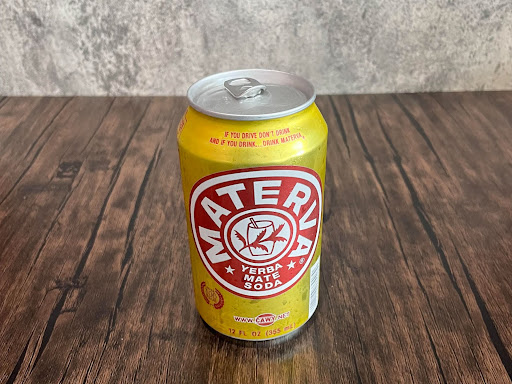 IF YOU DRIVE DON'T DRINK...
AND IF YOU DRINK... DRINK MATERVA
MATERVA
YERBA
MATE
SODA
®
WWW.CAWY.NET
12 FL OZ (355 mL)